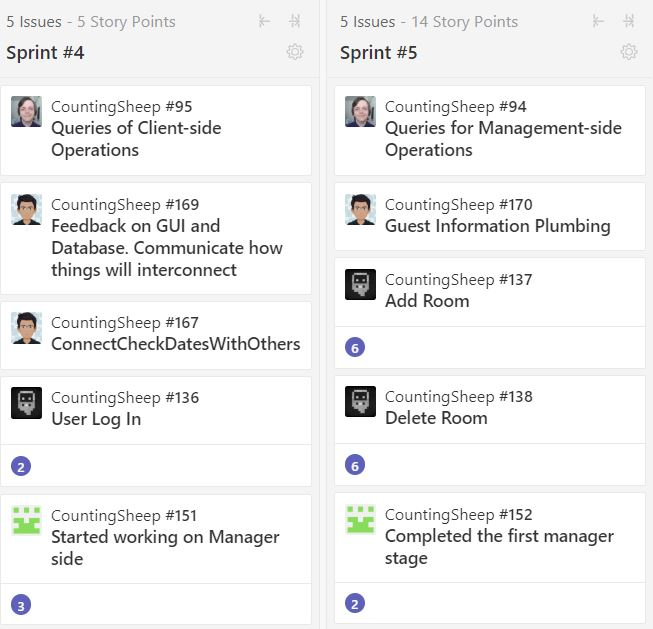 5 Issues - 5 Story Points
Sprint #4
CountingSheep #95
Queries of Client-side
Operations
CountingSheep #169
Feedback on GUI and
Database. Communicate how
things will interconnect
CountingSheep #167
ConnectCheckDatesWithOthers
CountingSheep #136
User Log In
2
CountingSheep #151
Started working on Manager
side
3
5 Issues - 14 Story Points
Sprint #5
CountingSheep #94
Queries for Management-side
Operations
CountingSheep #170
Guest Information Plumbing
CountingSheep #137
Add Room
6
CountingSheep #138
Delete Room
6
CountingSheep #152
Completed the first manager
stage
2